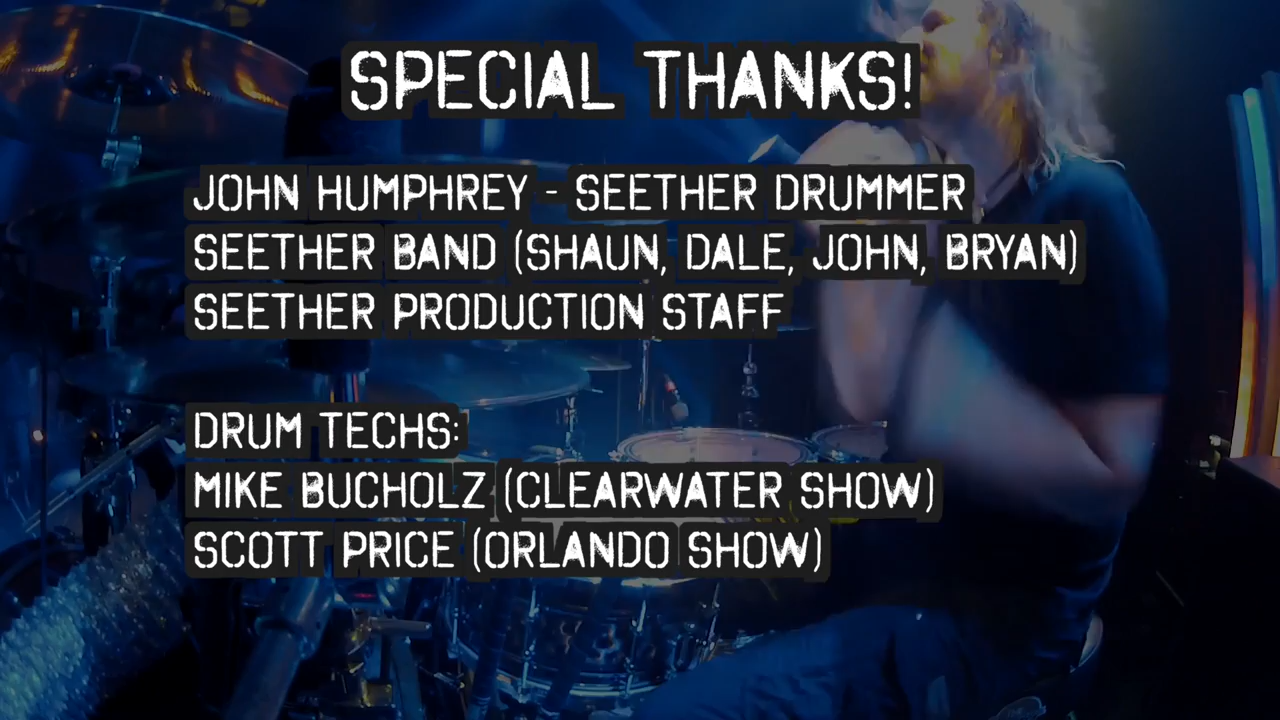 SPECIAL THANKS!
JOHN HUMPHREY - SEETHER DRUMMER
SEETHER BAND (SHAUN, DALE, JOHN, BRYAN)
SEETHER PRODUCTION STAFF
DRUM TECHS:
MIKE BUCHOLZ (CLEARWATER SHOW)
SCOTT PRICE (ORLANDO SHOW)